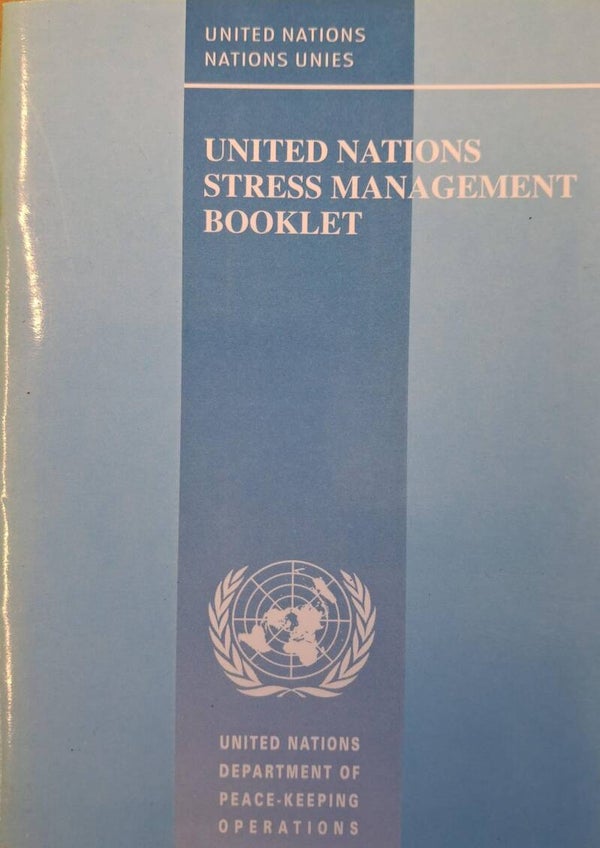 UNITED NATIONS
NATIONS UNIES
UNITED NATIONS
STRESS MANAGEMENT
BOOKLET
UNITED NATIONS
DEPARTMENT OF
PEACE-KEEPING
OPERATIONS